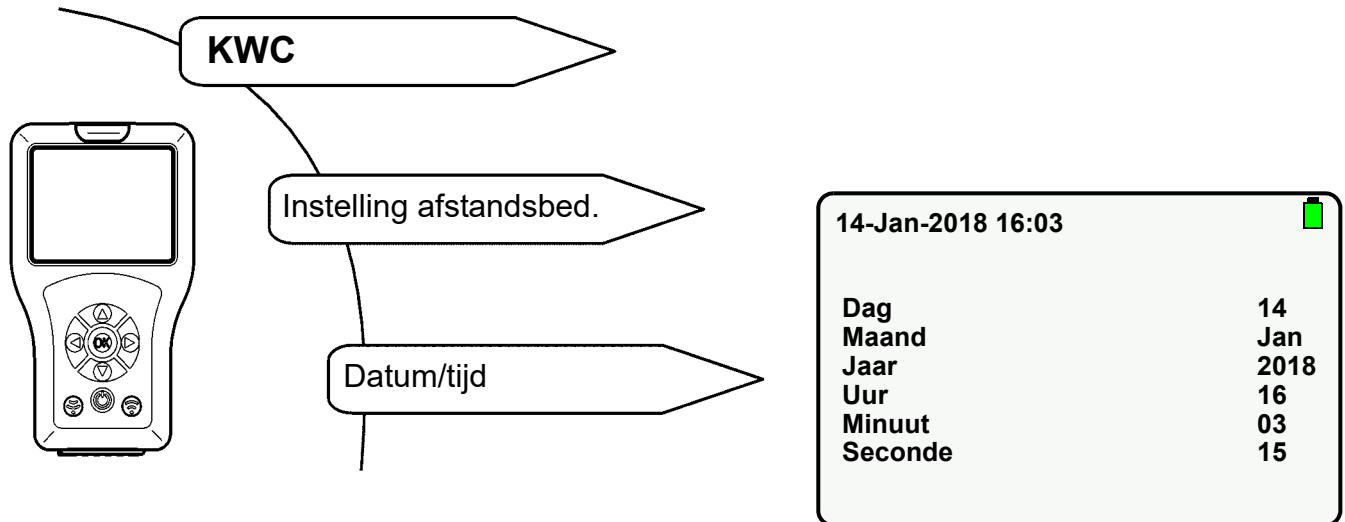 KWC
Instelling afstandsbed.
Datum/tijd
OK
14-Jan-2018 16:03
Dag 14
Maand Jan
Jaar 2018
Uur 16
Minuut 03
Seconde 15